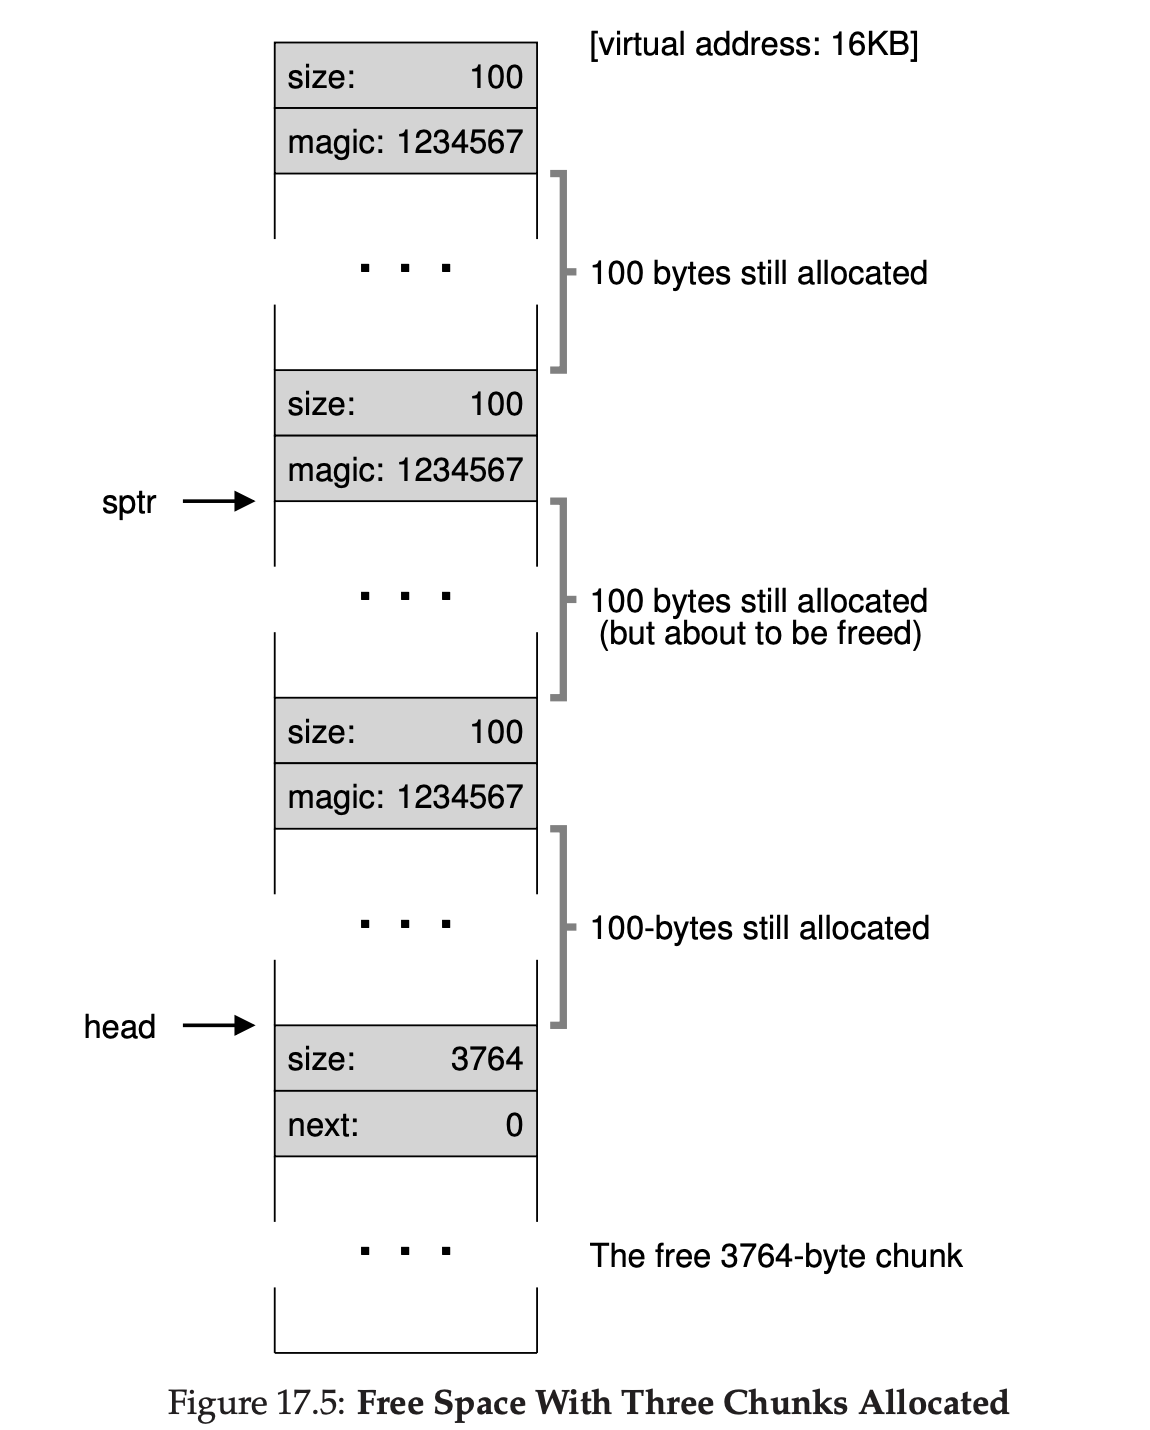 [virtual address: 16KB]
size: 100
magic: 1234567
. . .
100 bytes still allocated
size: 100
magic: 1234567
sptr
. . .
100 bytes still allocated
(but about to be freed)
size: 100
magic: 1234567
. . .
100-bytes still allocated
head
size: 3764
next: 0
. . .
The free 3764-byte chunk
Figure 17.5: Free Space With Three Chunks Allocated